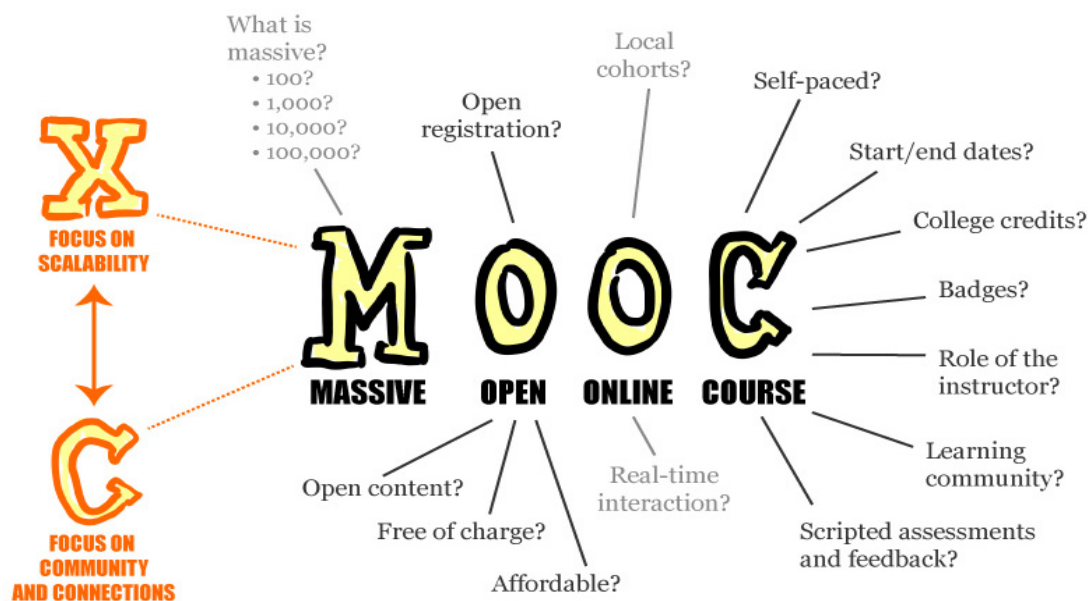 What is
massive?
• 100?
• 1,000?
• 10,000?
• 100,000?
Open
registration?
Local
cohorts?
Self-paced?
Start/end dates?
College credits?
Badges?
Role of the
instructor?
Learning
community?
Scripted assessments
and feedback?
X
FOCUS ON
SCALABILITY
C
FOCUS ON
COMMUNITY
AND CONNECTIONS
MOOC
MASSIVE OPEN ONLINE COURSE
Open content?
Free of charge?
Affordable?
Real-time
interaction?